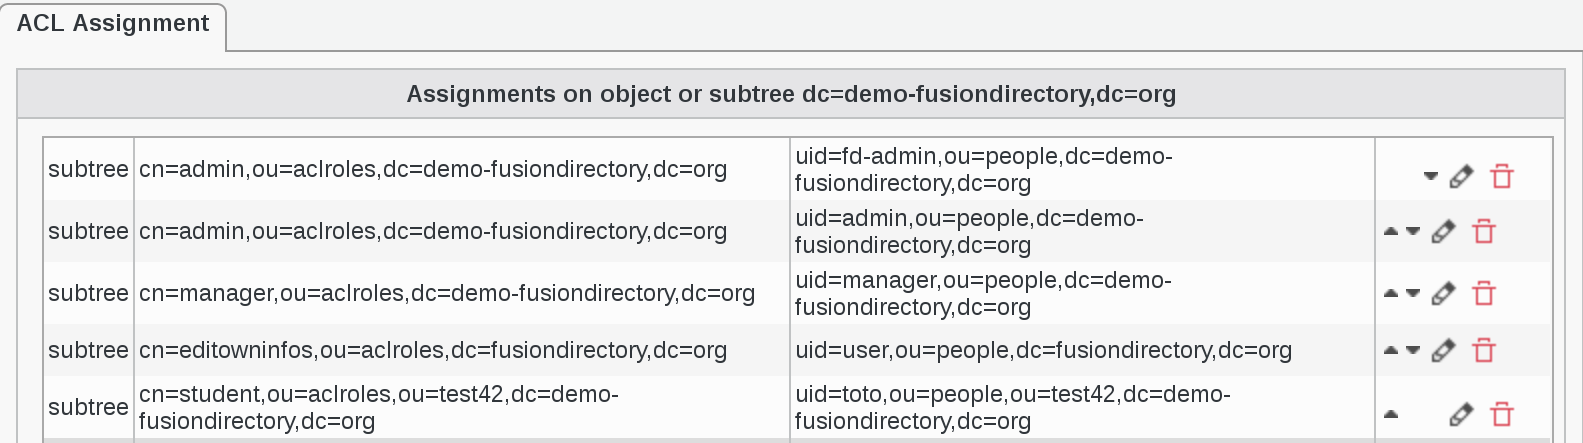 ACL Assignment
Assignments on object or subtree dc=demo-fusiondirectory,dc=org
subtree cn=admin,ou=aclroles,dc=demo-fusiondirectory,dc=org uid=fd-admin,ou=people,dc=demo-
fusiondirectory,dc=org
subtree cn=admin,ou=aclroles,dc=demo-fusiondirectory,dc=org uid=admin,ou=people,dc=demo-
fusiondirectory,dc=org
subtree cn=manager,ou=aclroles,dc=demo-fusiondirectory,dc=org uid=manager,ou=people,dc=demo-
fusiondirectory,dc=org
subtree cn=editowninfos,ou=aclroles,dc=fusiondirectory,dc=org uid=user,ou=people,dc=fusiondirectory,dc=org
subtree cn=student,ou=aclroles,ou=test42,dc=demo-
fusiondirectory,dc=org uid=toto,ou=people,ou=test42,dc=demo-
fusiondirectory,dc=org